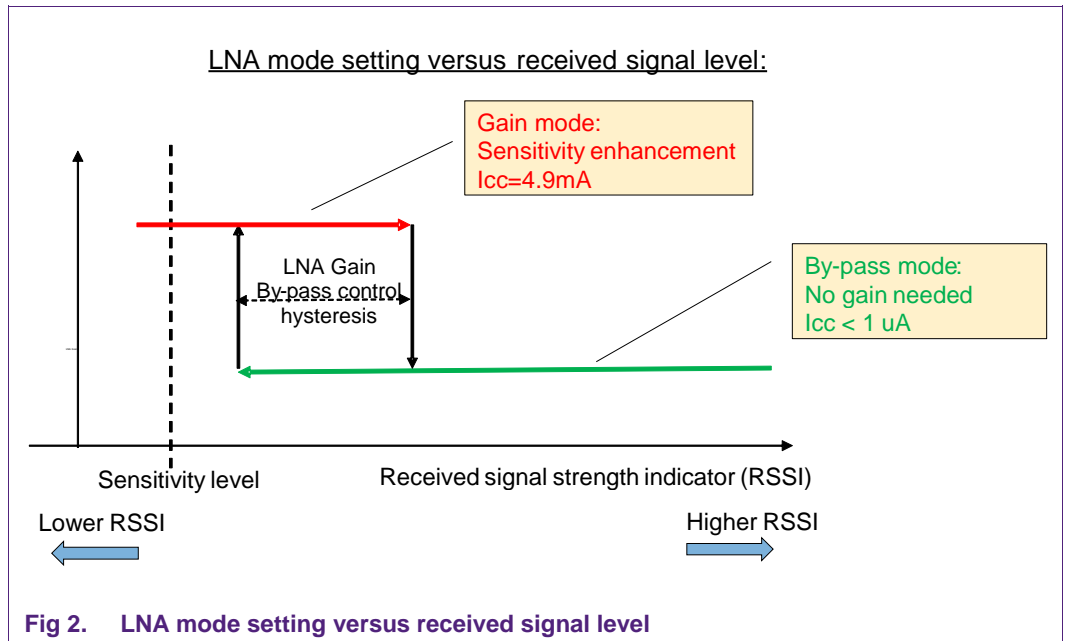 LNA mode setting versus received signal level:
Gain mode:
Sensitivity enhancement
Icc=4.9mA
LNA Gain
By-pass control
hysteresis
By-pass mode:
No gain needed
Icc < 1 uA
Sensitivity level
Received signal strength indicator (RSSI)
Lower RSSI
Higher RSSI
Fig 2. LNA mode setting versus received signal level